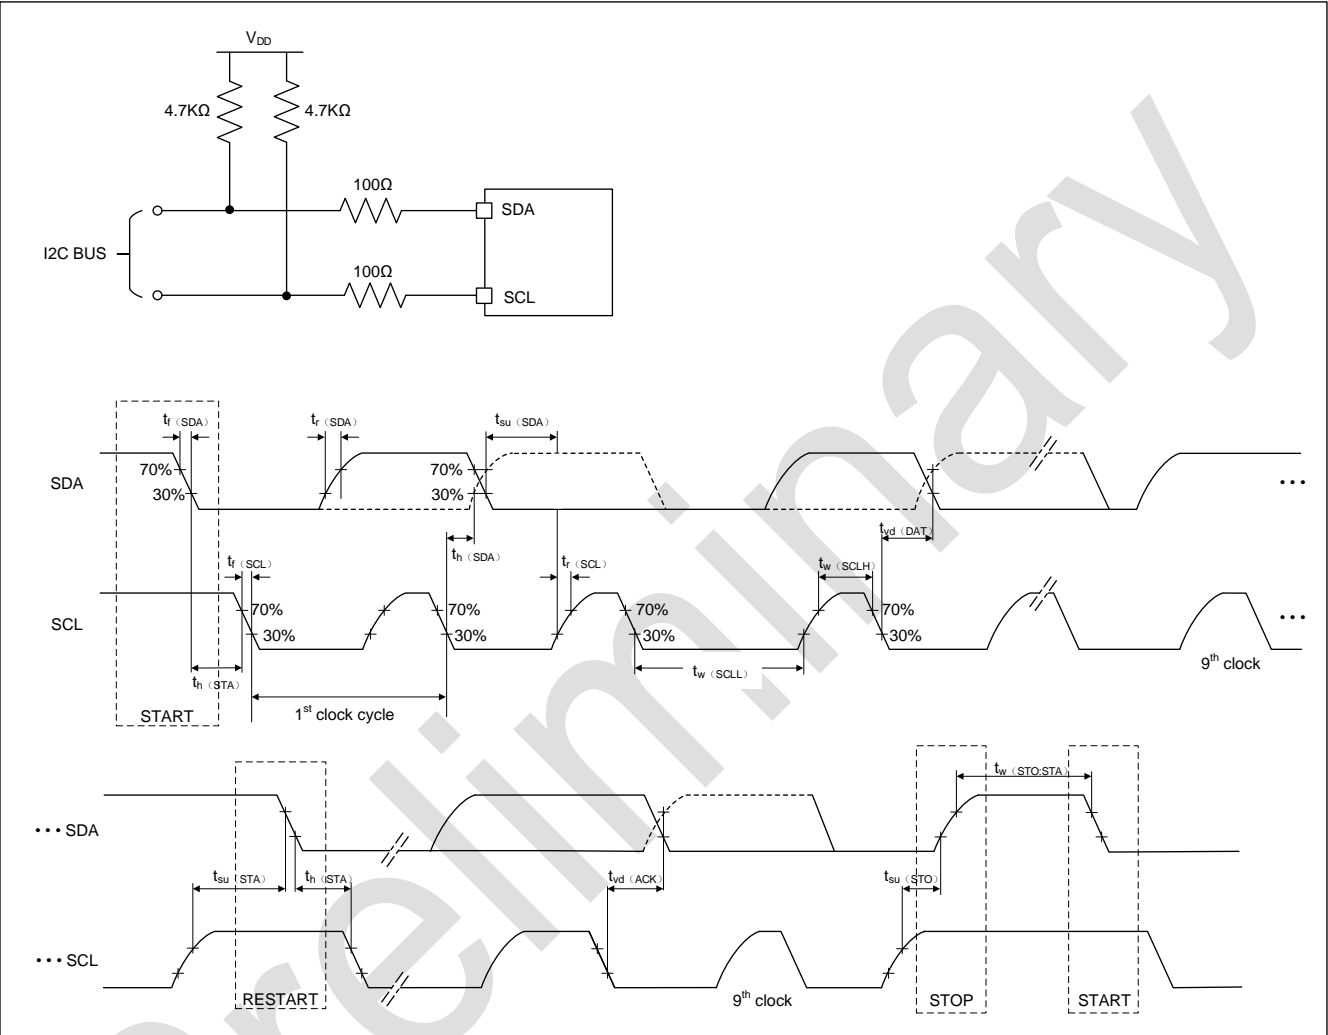 VDD
4.7KΩ 4.7KΩ
100Ω
SDA
I2C BUS
100Ω
SCL
tf（SDA） tr（SDA） tsu（SDA）
70% 70%
30% 30%
SDA •••
tvd（DAT）
th（SDA）
tf（SCL） tr（SCL） tw（SCLH）
70% 70% 70% 70%
30% 30% 30% 30%
SCL •••
th（STA） tw（SCLL） 9th clock
START 1st clock cycle
tw（STO:STA）
••• SDA
tsu（STA） th（STA） tvd（ACK） tsu（STO）
••• SCL
RESTART 9th clock STOP START
Preliminary